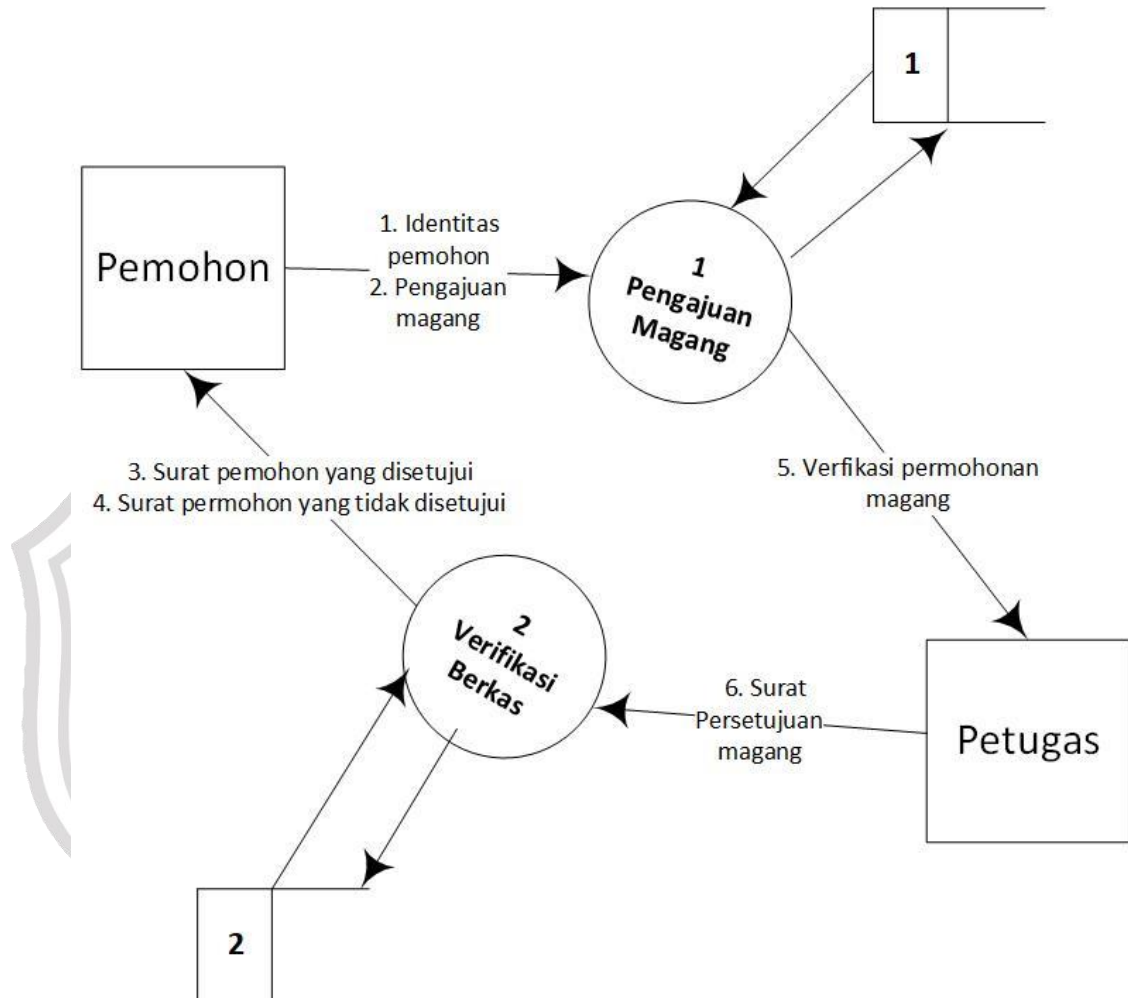 1
Pemohon
1. Identitas
pemohon
2. Pengajuan
magang
1
Pengajuan
Magang
3. Surat pemohon yang disetujui
4. Surat permohon yang tidak disetujui
5. Verfikasi permohonan
magang
2
Verifikasi
Berkas
6. Surat
Persetujuan
magang
Petugas
2